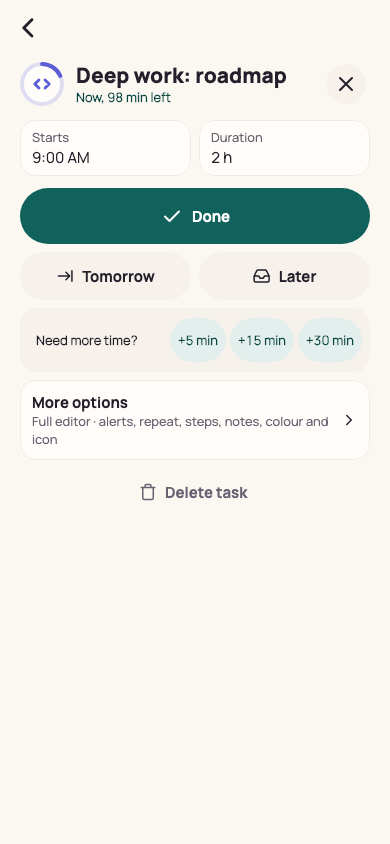 Deep work: roadmap
Now, 98 min left
Starts
9:00 AM
Duration
2 h
Done
Tomorrow
Later
Need more time?
+5 min
+15 min
+30 min
More options
Full editor · alerts, repeat, steps, notes, colour and
icon
Delete task